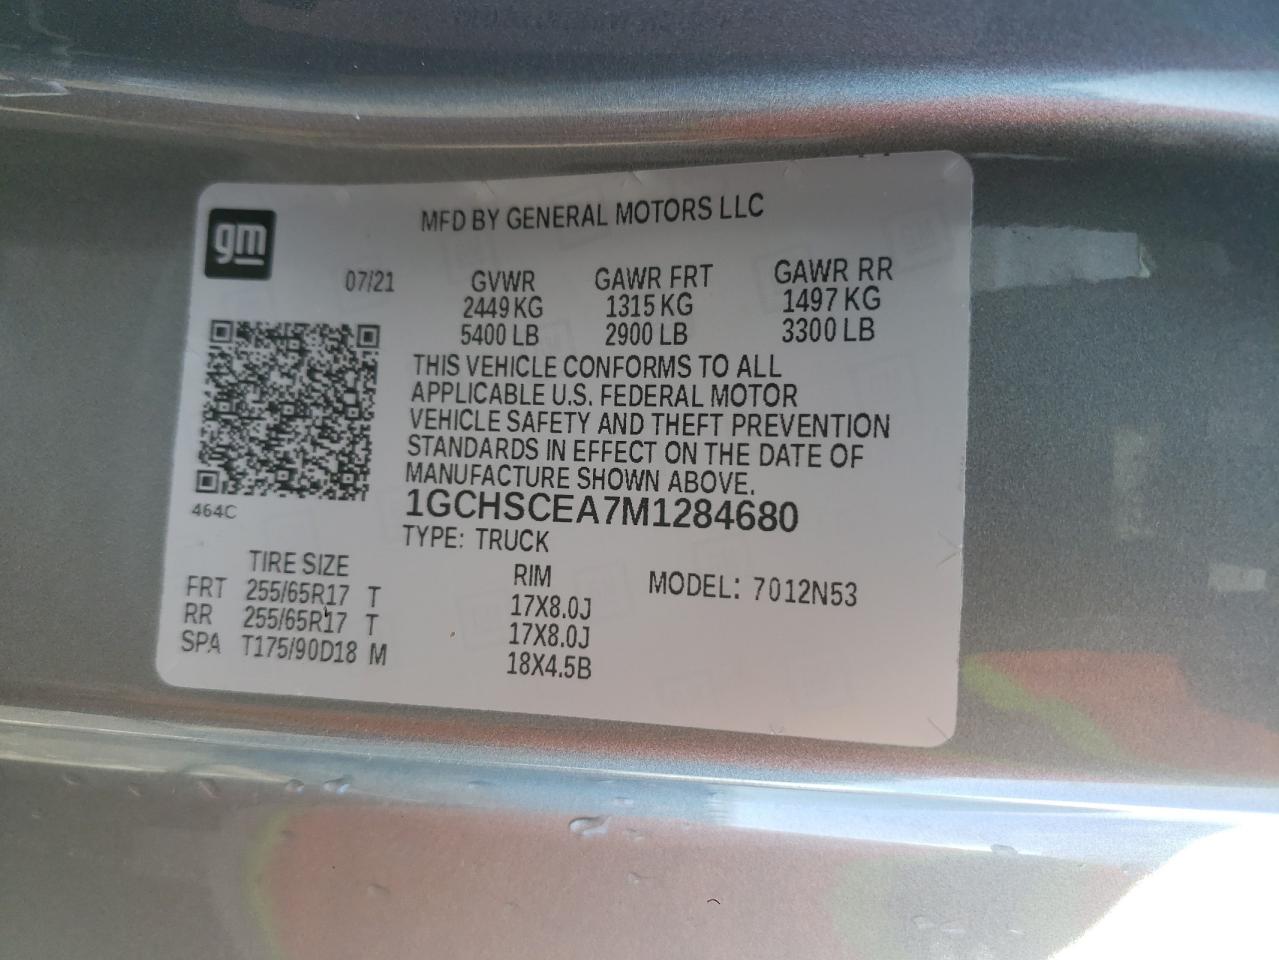 MFD BY GENERAL MOTORS LLC
gm
07/21 GVWR GAWR FRT GAWR RR
2449 KG 1315 KG 1497 KG
5400 LB 2900 LB 3300 LB
THIS VEHICLE CONFORMS TO ALL
APPLICABLE U.S. FEDERAL MOTOR
VEHICLE SAFETY AND THEFT PREVENTION
STANDARDS IN EFFECT ON THE DATE OF
MANUFACTURE SHOWN ABOVE.
464C
1GCHSCEA7M1284680
TYPE: TRUCK
TIRE SIZE RIM MODEL: 7012N53
FRT 255/65R17 T 17X8.0J
RR 255/65R17 T 17X8.0J
SPA T175/90D18 M 18X4.5B